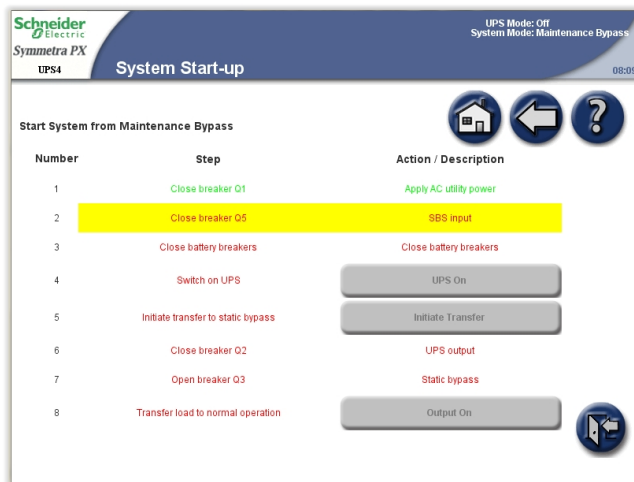 Schneider
Electric
Symmetra PX
UPS4
System Start-up
UPS Mode: Off
System Mode: Maintenance Bypass
08:09
Start System from Maintenance Bypass
?
Number Step Action / Description
1 Close breaker Q1 Apply AC utility power
2 Close breaker Q5 SBS input
3 Close battery breakers Close battery breakers
4 Switch on UPS UPS On
5 Initiate transfer to static bypass Initiate Transfer
6 Close breaker Q2 UPS output
7 Open breaker Q3 Static bypass
8 Transfer load to normal operation Output On